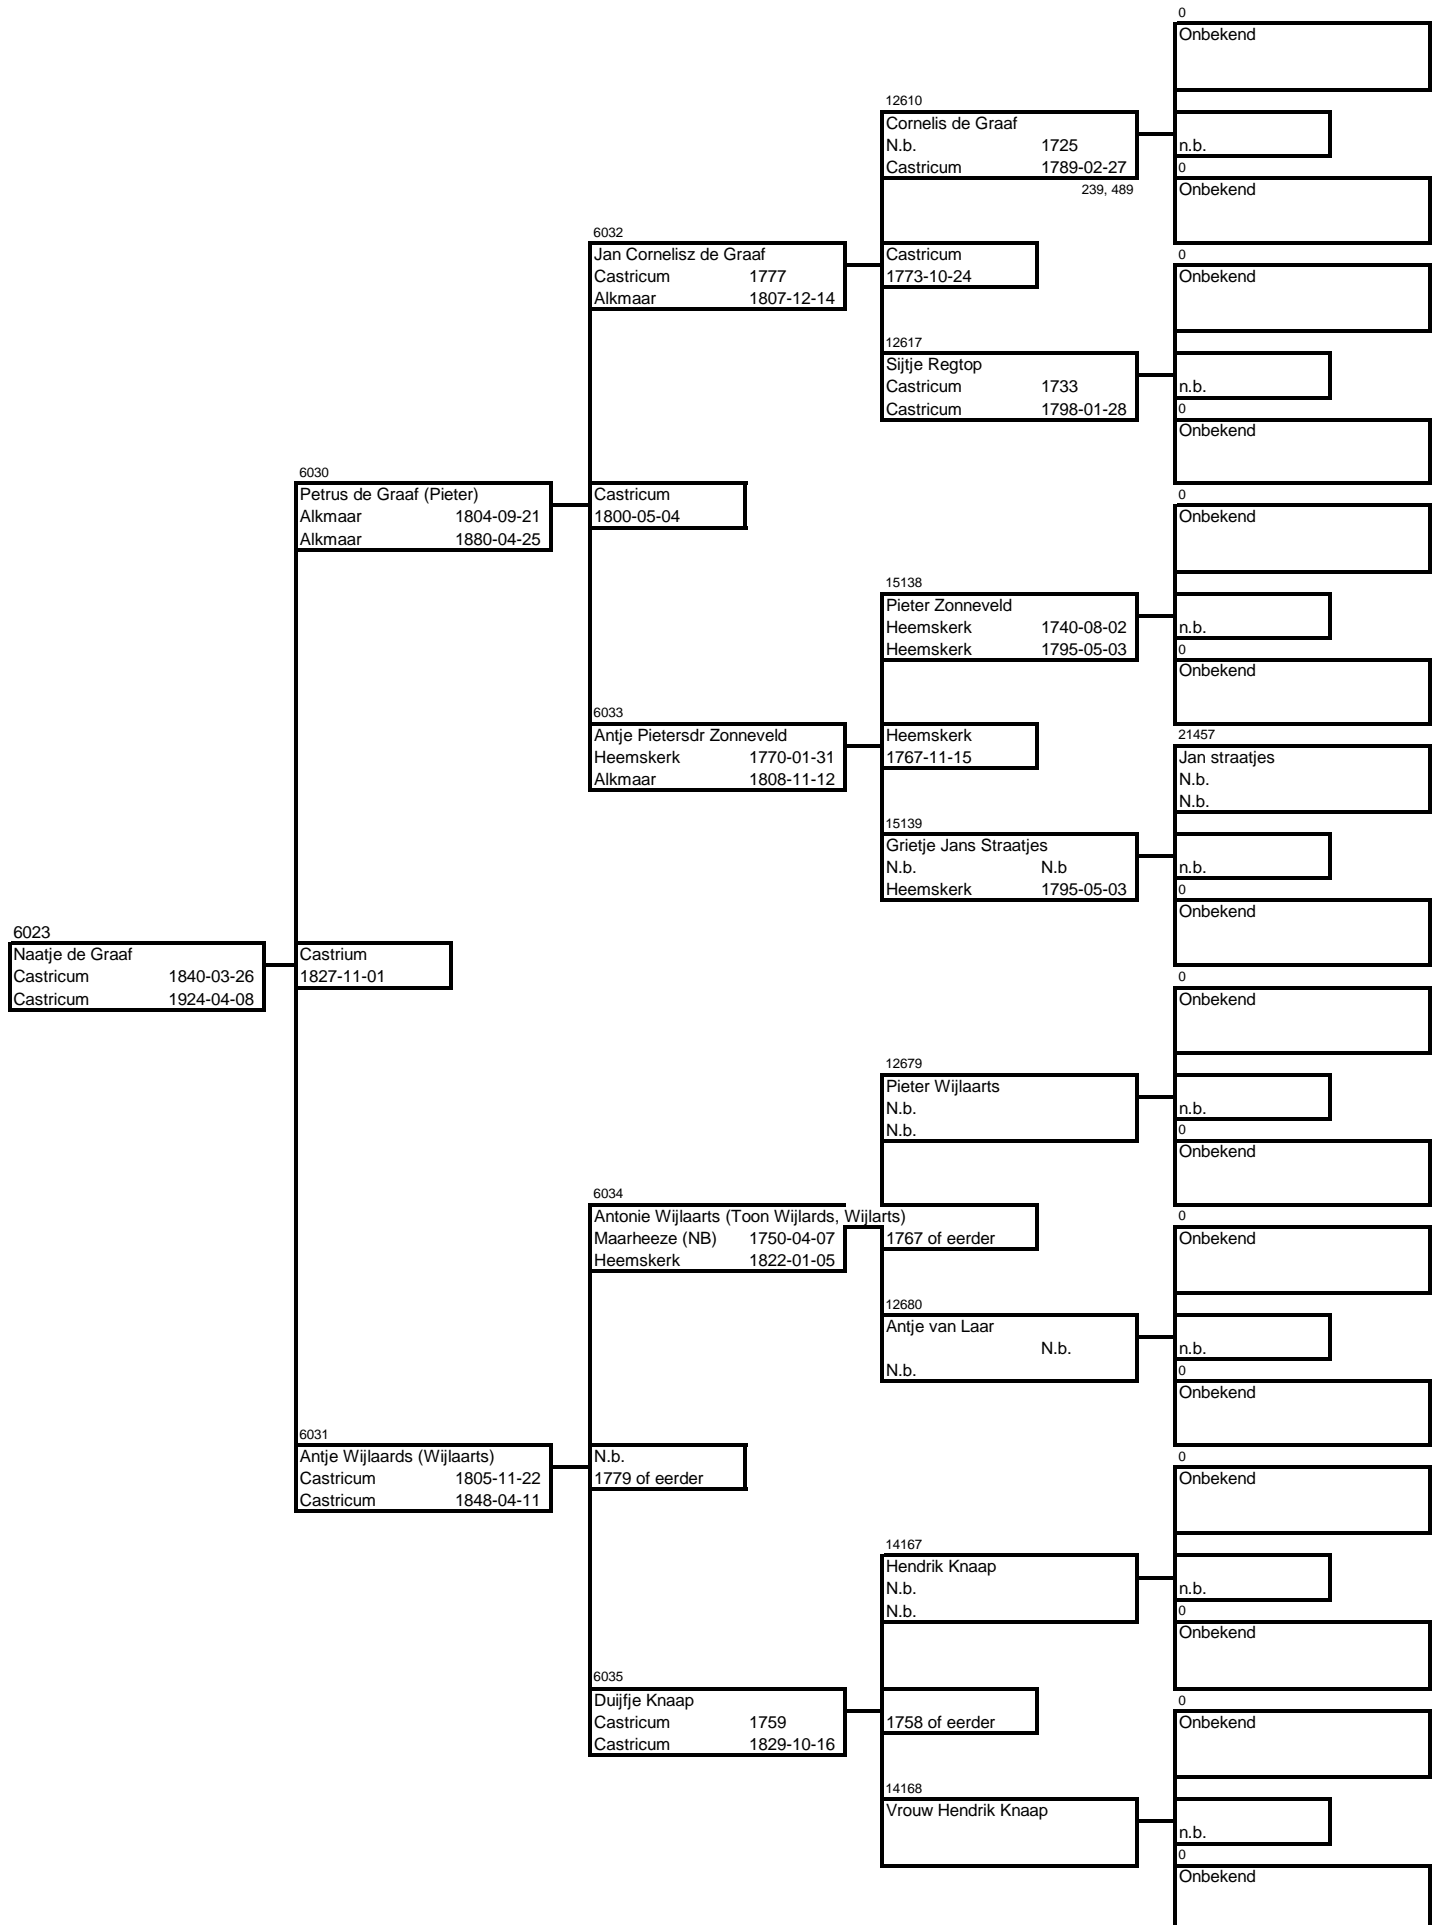 6023
Naatje de Graaf
Castricum 1840-03-26
Castricum 1924-04-08
6030
Petrus de Graaf (Pieter)
Alkmaar 1804-09-21
Alkmaar 1880-04-25
Castrium
1827-11-01
6031
Antje Wijlaards (Wijlaarts)
Castricum 1805-11-22
Castricum 1848-04-11
6032
Jan Cornelisz de Graaf
Castricum 1777
Alkmaar 1807-12-14
Castricum
1800-05-04
6033
Antje Pietersdr Zonneveld
Heemskerk 1770-01-31
Alkmaar 1808-11-12
6034
Antonie Wijlaarts (Toon Wijlards, Wijlarts)
Maarheeze (NB) 1750-04-07
Heemskerk 1822-01-05
N.b.
1779 of eerder
6035
Duijfje Knaap
Castricum 1759
Castricum 1829-10-16
12610
Cornelis de Graaf
N.b. 1725
Castricum 1789-02-27
239, 489
Castricum
1773-10-24
12617
Sijtje Regtop
Castricum 1733
Castricum 1798-01-28
15138
Pieter Zonneveld
Heemskerk 1740-08-02
Heemskerk 1795-05-03
Heemskerk
1767-11-15
15139
Grietje Jans Straatjes
N.b. N.b
Heemskerk 1795-05-03
12679
Pieter Wijlaarts
N.b.
N.b.
1767 of eerder
12680
Antje van Laar
N.b.
N.b.
14167
Hendrik Knaap
N.b.
N.b.
1758 of eerder
14168
Vrouw Hendrik Knaap
0
Onbekend
n.b.
0
Onbekend
0
Onbekend
n.b.
0
Onbekend
0
Onbekend
n.b.
0
Onbekend
21457
Jan straatjes
N.b.
N.b.
n.b.
0
Onbekend
0
Onbekend
n.b.
0
Onbekend
0
Onbekend
n.b.
0
Onbekend
0
Onbekend
n.b.
0
Onbekend
0
Onbekend
n.b.
0
Onbekend